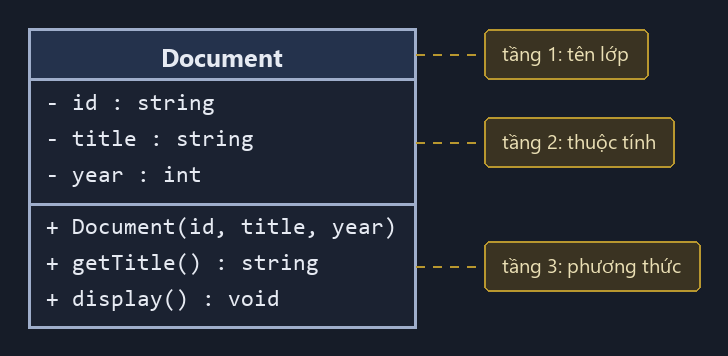 Document
tầng 1: tên lớp
- id : string
- title : string
- year : int
tầng 2: thuộc tính
+ Document(id, title, year)
+ getTitle() : string
+ display() : void
tầng 3: phương thức